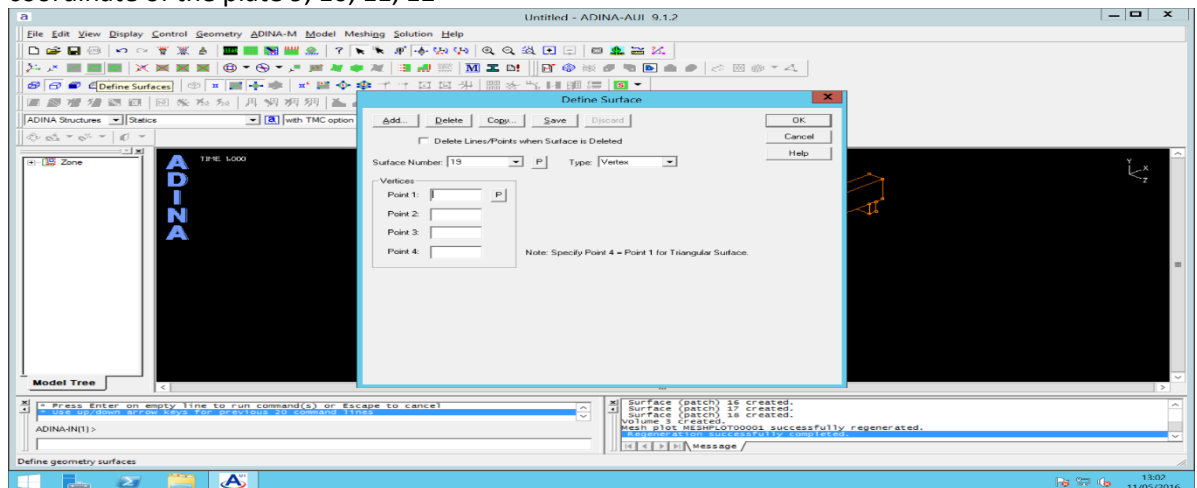 coordinate of the plate 9, 10, 11, 12
Untitled - ADINA-AUI 9.1.2
File Edit View Display Control Geometry ADINA-M Model Meshing Solution Help
Define Surfaces
ADINA Structures
Statics
with TMC option
Zone
ADINA
TIME 1.000
Y
X
Z
Define Surface
Add... Delete Copy... Save Discard
OK
Delete Lines/Points when Surface is Deleted
Cancel
Help
Surface Number: 19 P Type: Vertex
Vertices
Point 1: P
Point 2:
Point 3:
Point 4:
Note: Specify Point 4 = Point 1 for Triangular Surface.
Model Tree
* Press Enter on empty line to run command(s) or Escape to cancel
* Use up/down arrow keys for previous 20 command lines
ADINA-IN(1)>
Surface (patch) 16 created.
Surface (patch) 17 created.
Surface (patch) 18 created.
Volume 3 created.
Mesh plot MESHPLOT00001 successfully regenerated.
Regeneration successfully completed.
Message
Define geometry surfaces
13:02
11/05/2016